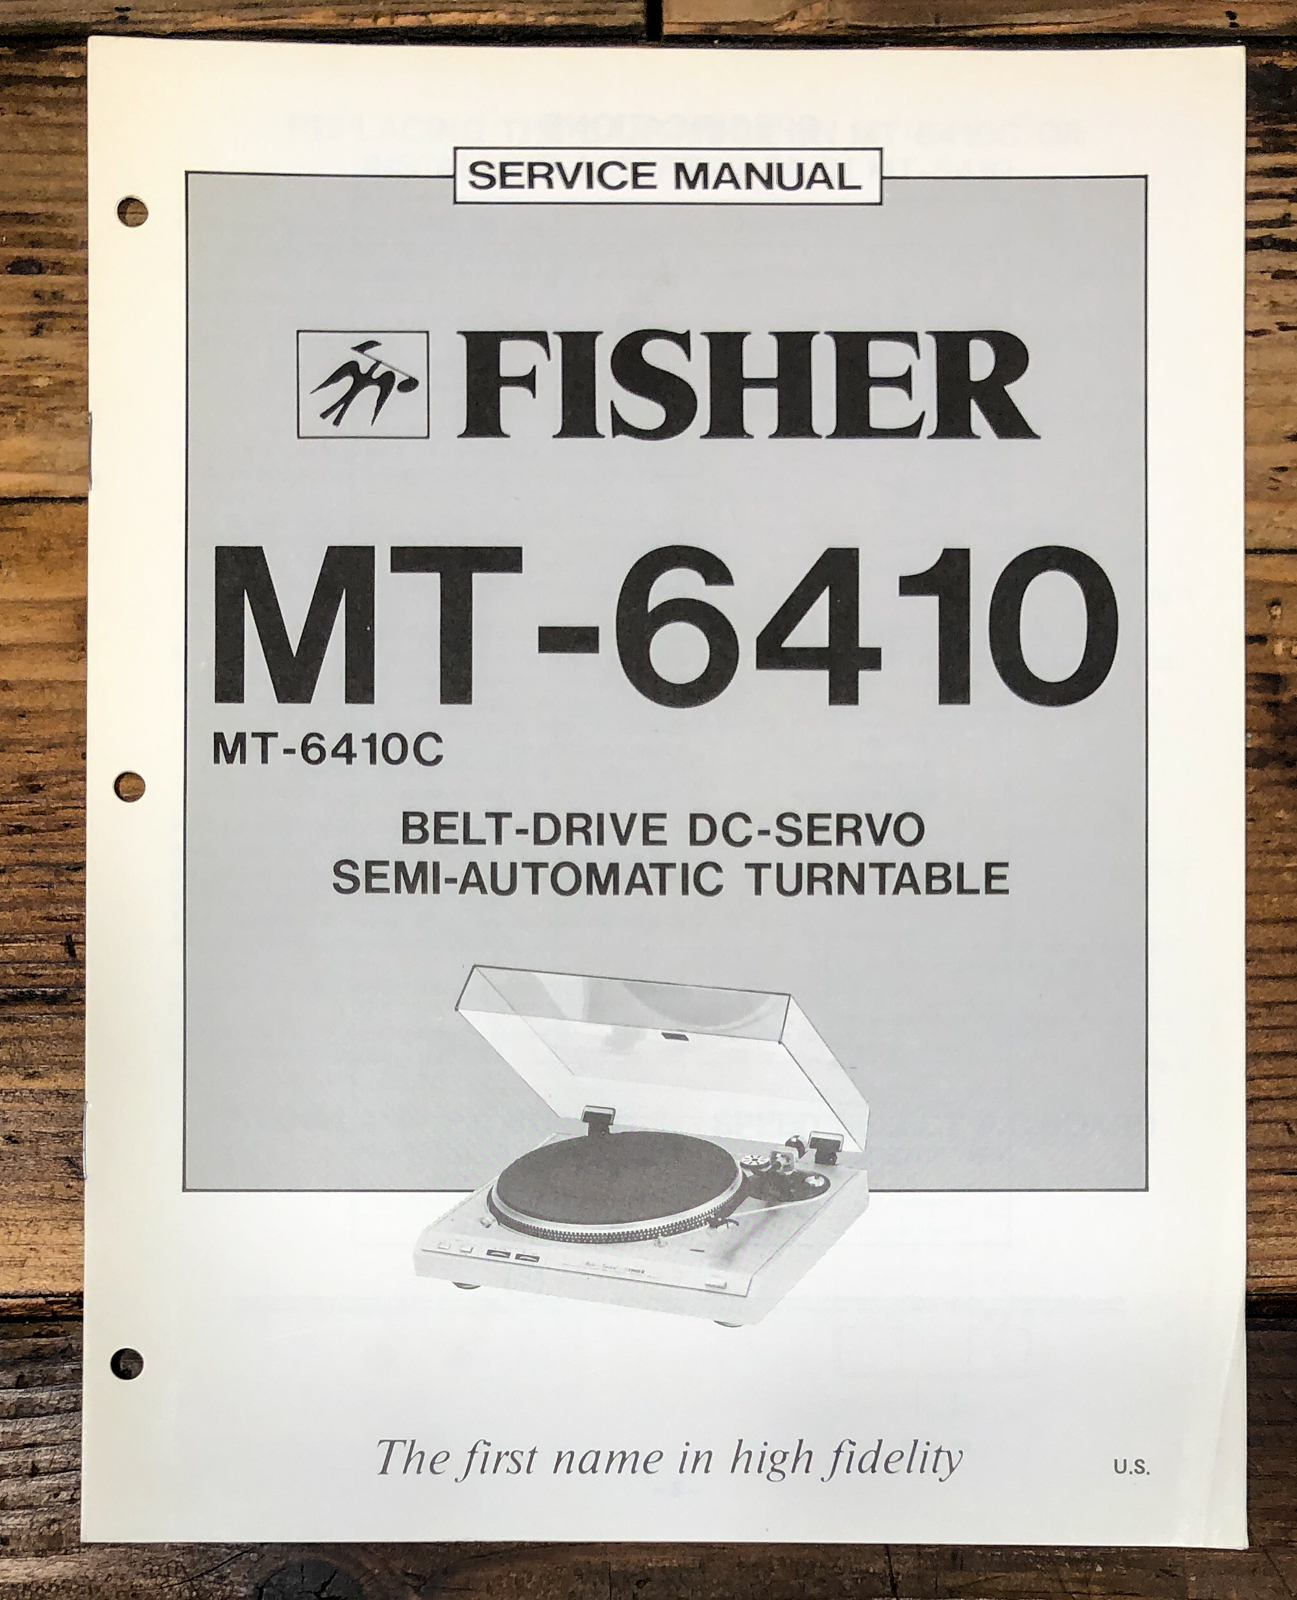 SERVICE MANUAL
FISHER
MT-6410
MT-6410C
BELT-DRIVE DC-SERVO
SEMI-AUTOMATIC TURNTABLE
The first name in high fidelity
U.S.